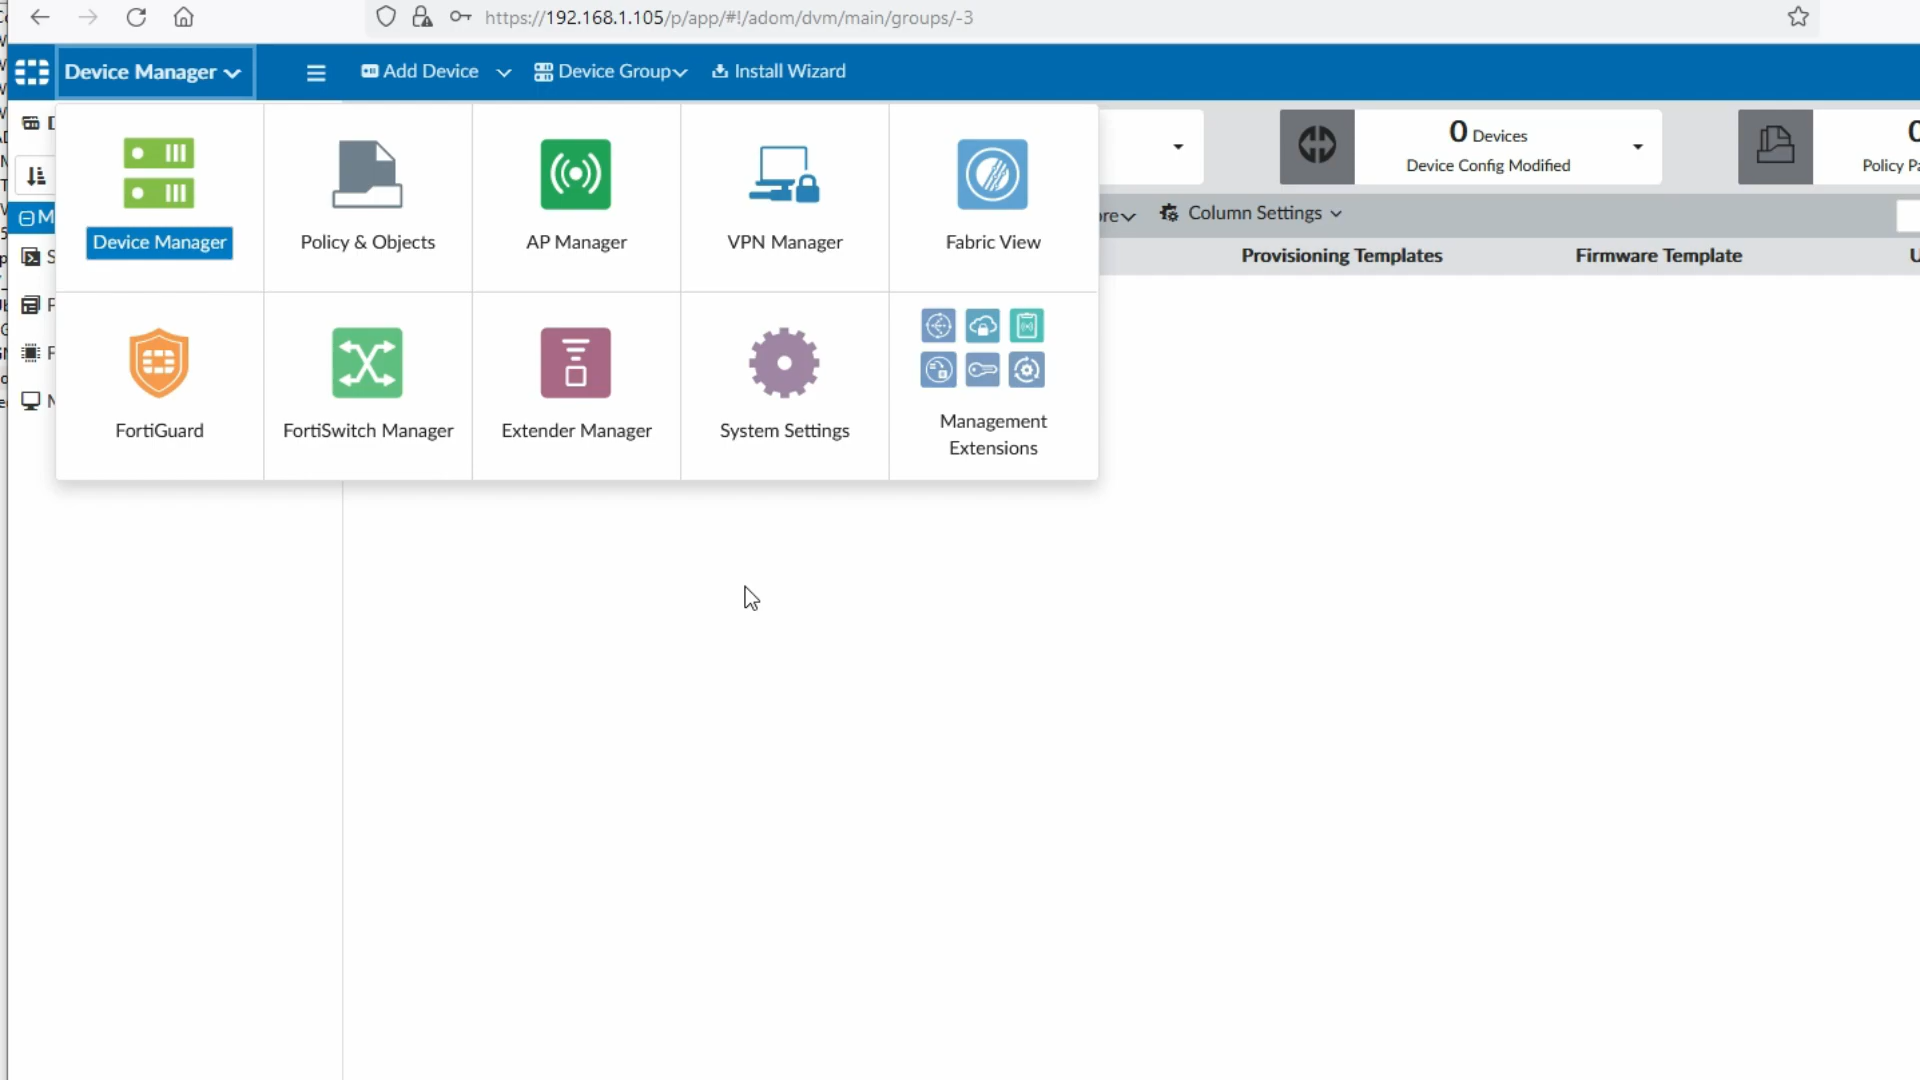 https://192.168.1.105/p/app/#!/adom/dvm/main/groups/-3
Device Manager
Add Device
Device Group
Install Wizard
Device Manager
Policy & Objects
AP Manager
VPN Manager
Fabric View
FortiGuard
FortiSwitch Manager
Extender Manager
System Settings
Management
Extensions
0 Devices
Device Config Modified
Policy Pa
Column Settings
Provisioning Templates
Firmware Template